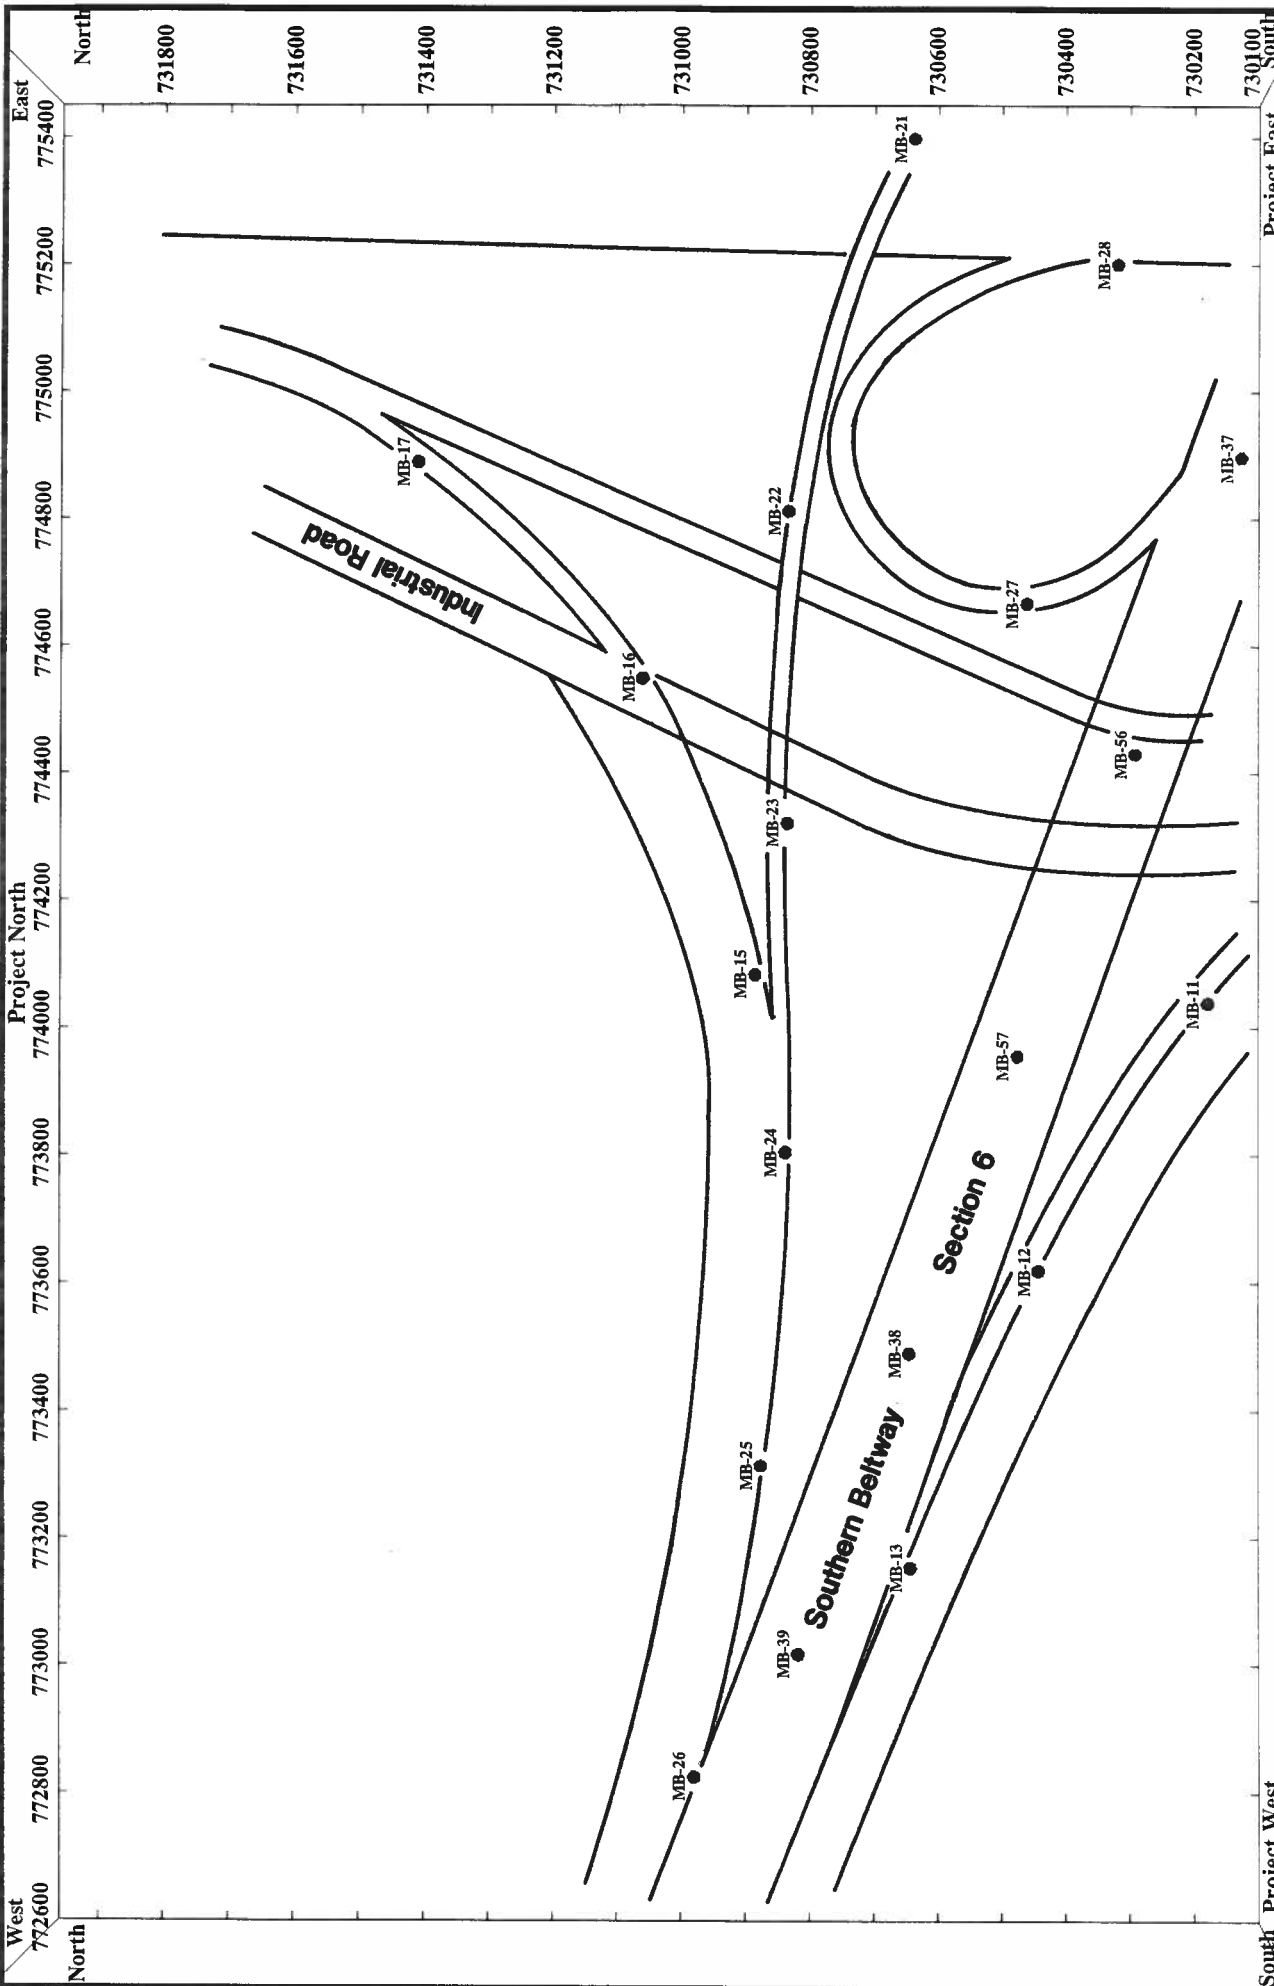 Project North
West
East
772600
772800
773000
773200
773400
773600
773800
774000
774200
774400
774600
774800
775000
775200
775400
North
North
731800
731600
731400
731200
731000
730800
730600
730400
730200
730100
South
South
Project West
Project East
Industrial Road
MB-17
MB-16
MB-15
MB-22
MB-21
MB-23
MB-24
MB-25
MB-26
MB-27
MB-28
MB-37
MB-56
MB-57
MB-38
MB-39
MB-11
MB-12
MB-13
Southern Beltway
Section 6